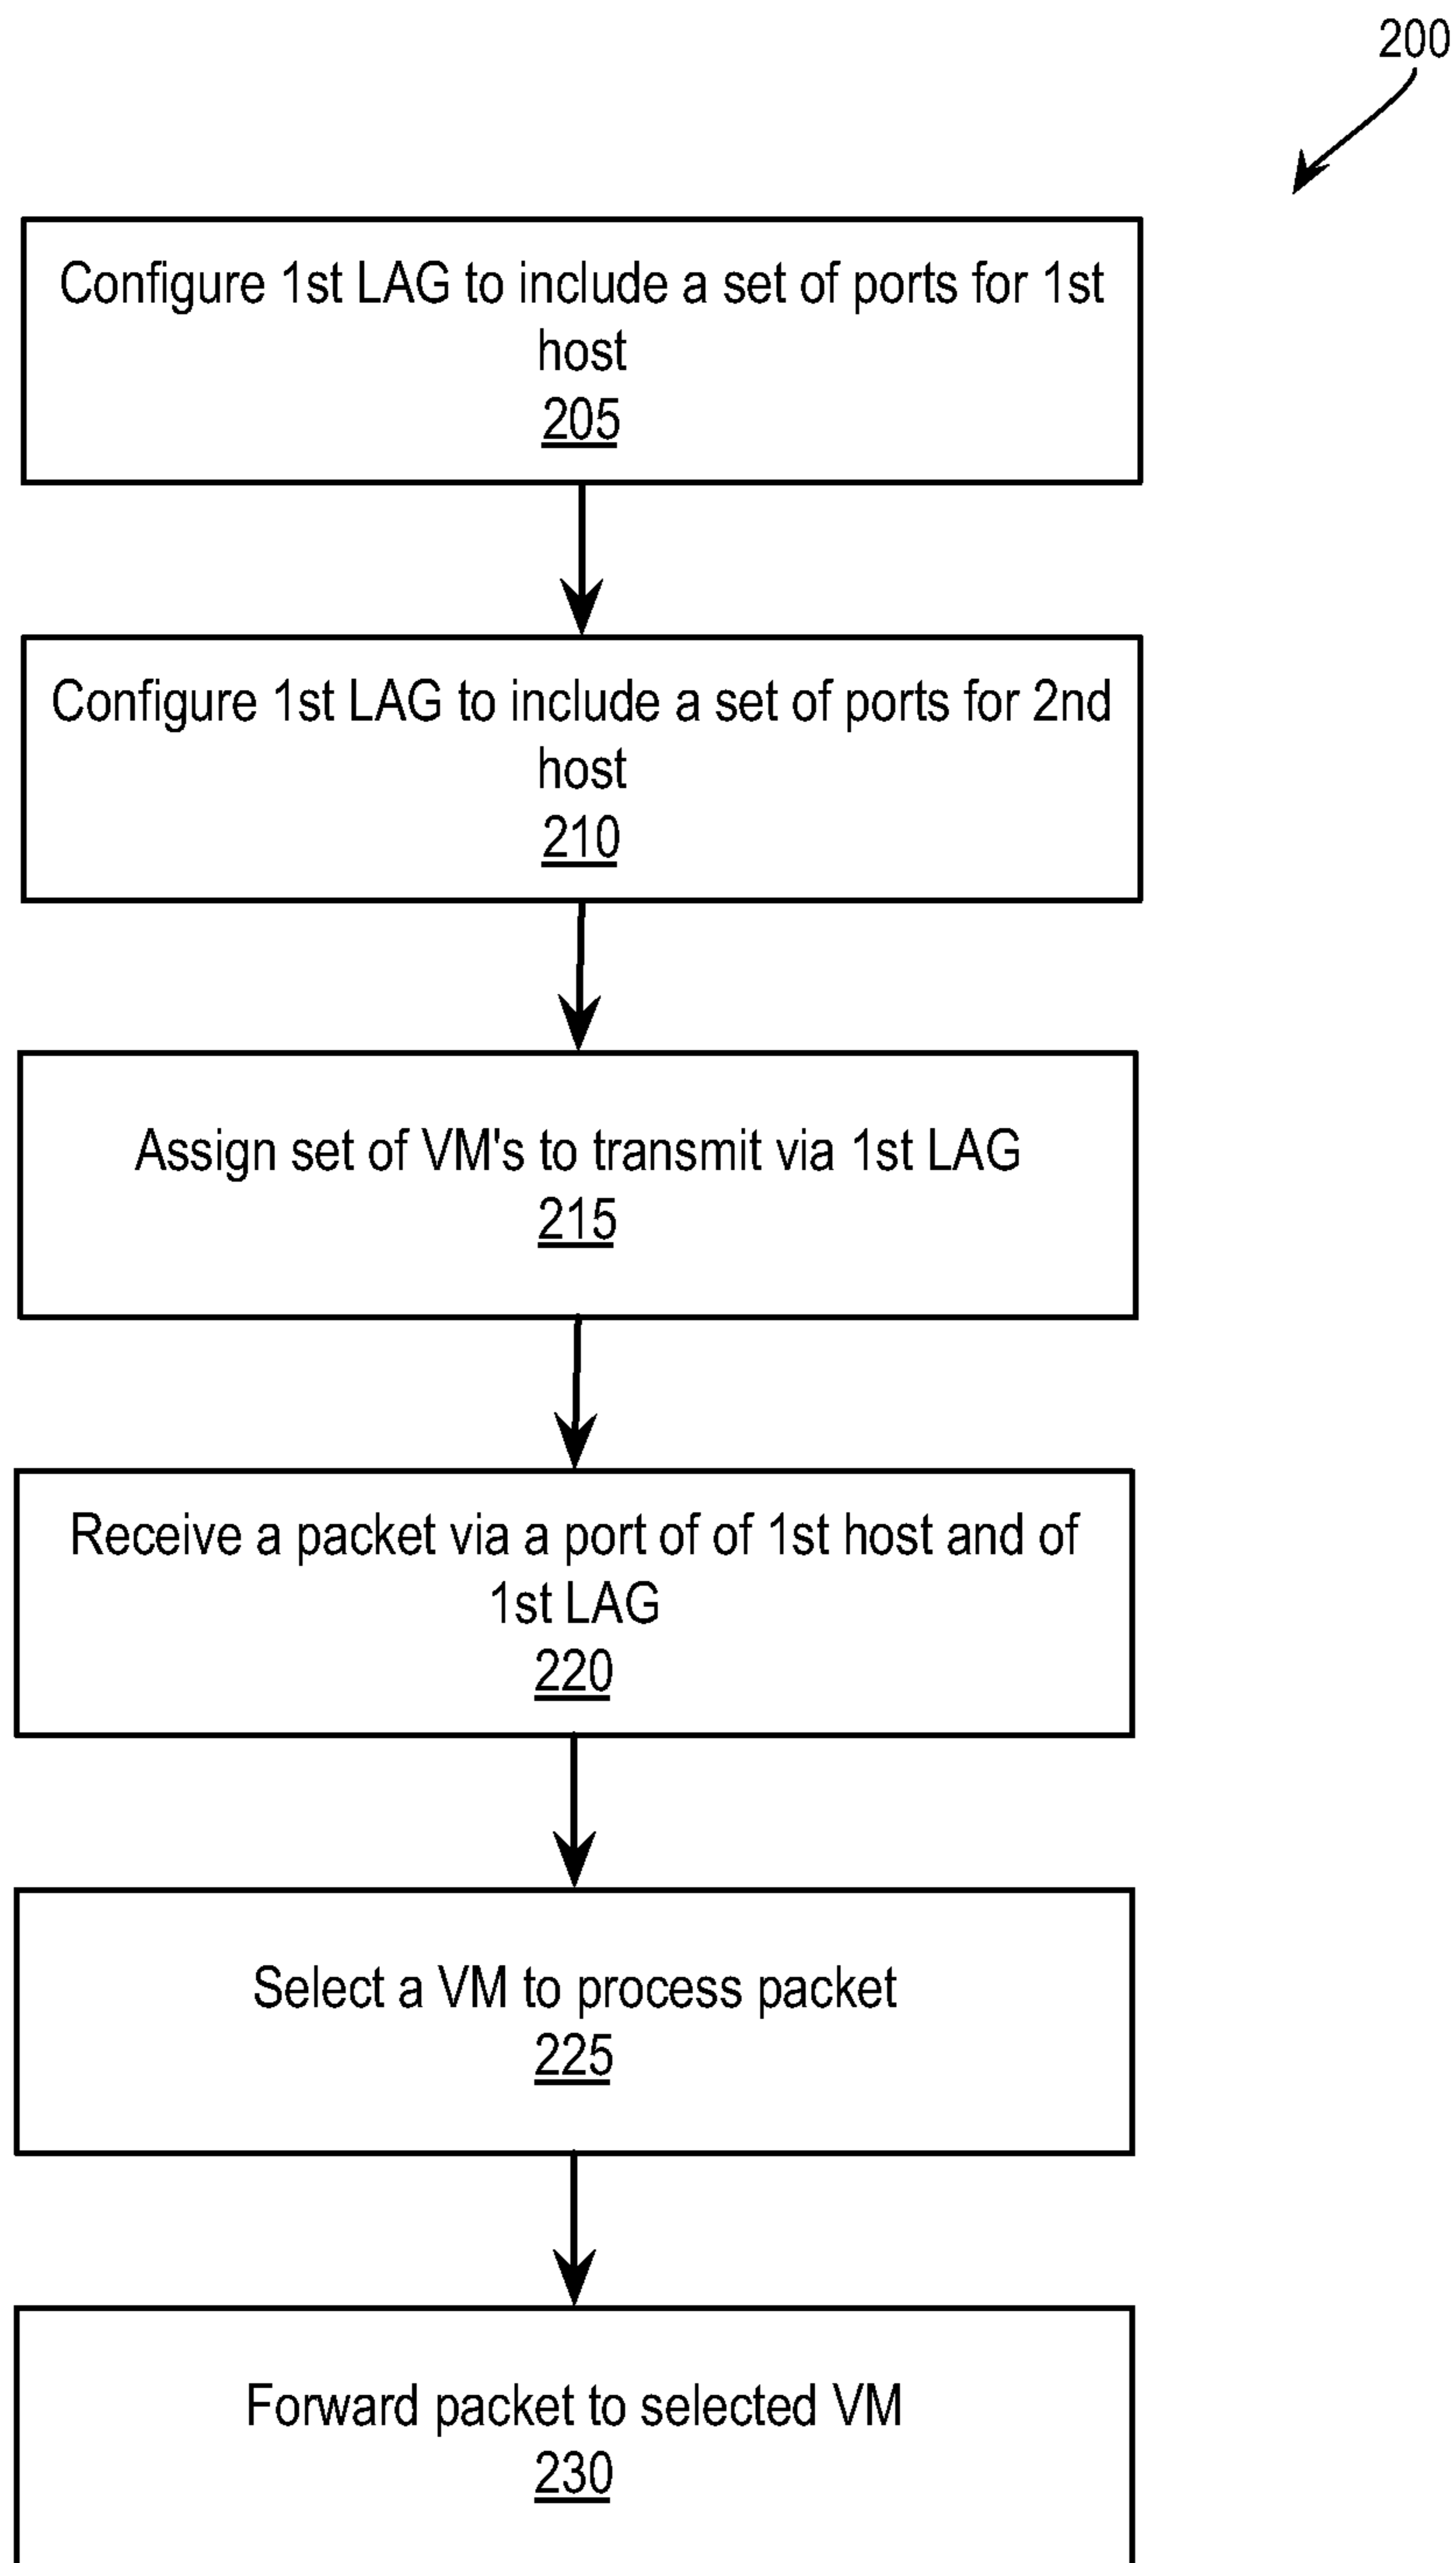 200
Configure 1st LAG to include a set of ports for 1st
host
205
Configure 1st LAG to include a set of ports for 2nd
host
210
Assign set of VM's to transmit via 1st LAG
215
Receive a packet via a port of of 1st host and of
1st LAG
220
Select a VM to process packet
225
Forward packet to selected VM
230